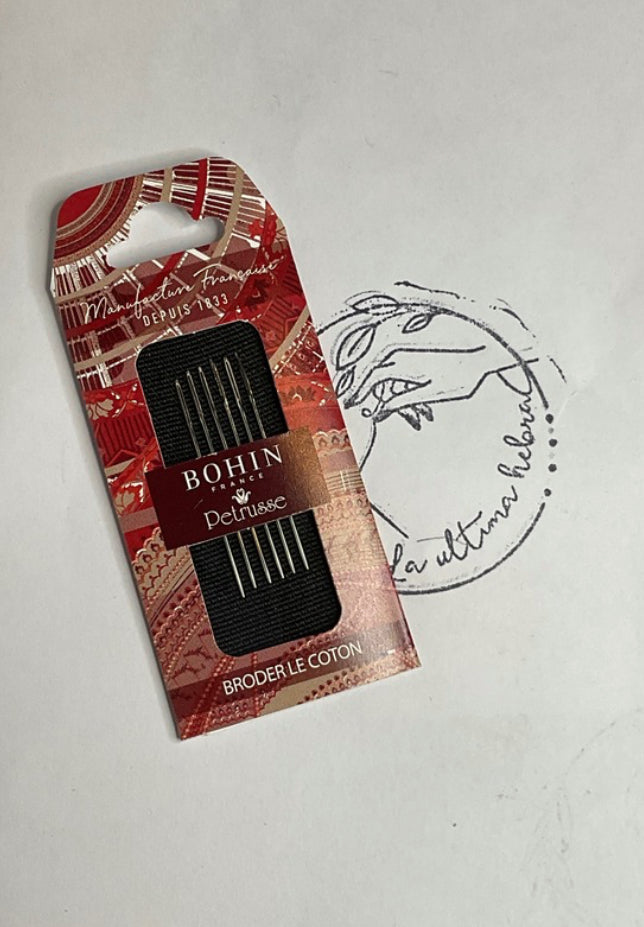 Manufacture Française
DEPUIS 1833
BOHIN
FRANCE
Petrusse
BRODER LE COTON
La ultima hebra